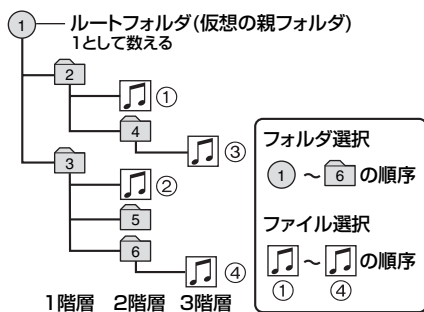 1 ルートフォルダ(仮想の親フォルダ)
1として数える
2
①
4
③
3
②
5
6
④
1階層 2階層 3階層
フォルダ選択
1 ～ 6 の順序
ファイル選択
～ の順序
① ④